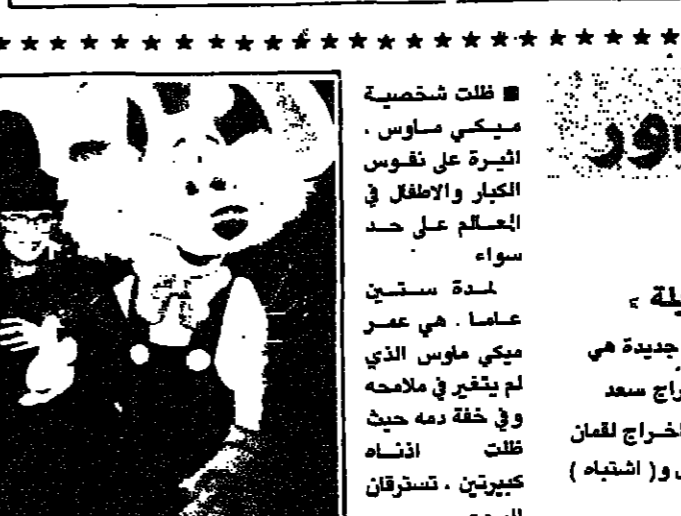 ■ ظلت شخصية
ميكي ماوس ،
اثيرة على نفوس
الكبار والاطفال في
العالم على حد
سواء
لمدة ستين
عاما . هي عمر
ميكي ماوس الذي
لم يتغير في ملامحه
وفي خفة دمه حيث
ظلت اذناه
كبيرتين ، تسترقان
جديدة هي
سعد
لقمان
و( اشتباه )